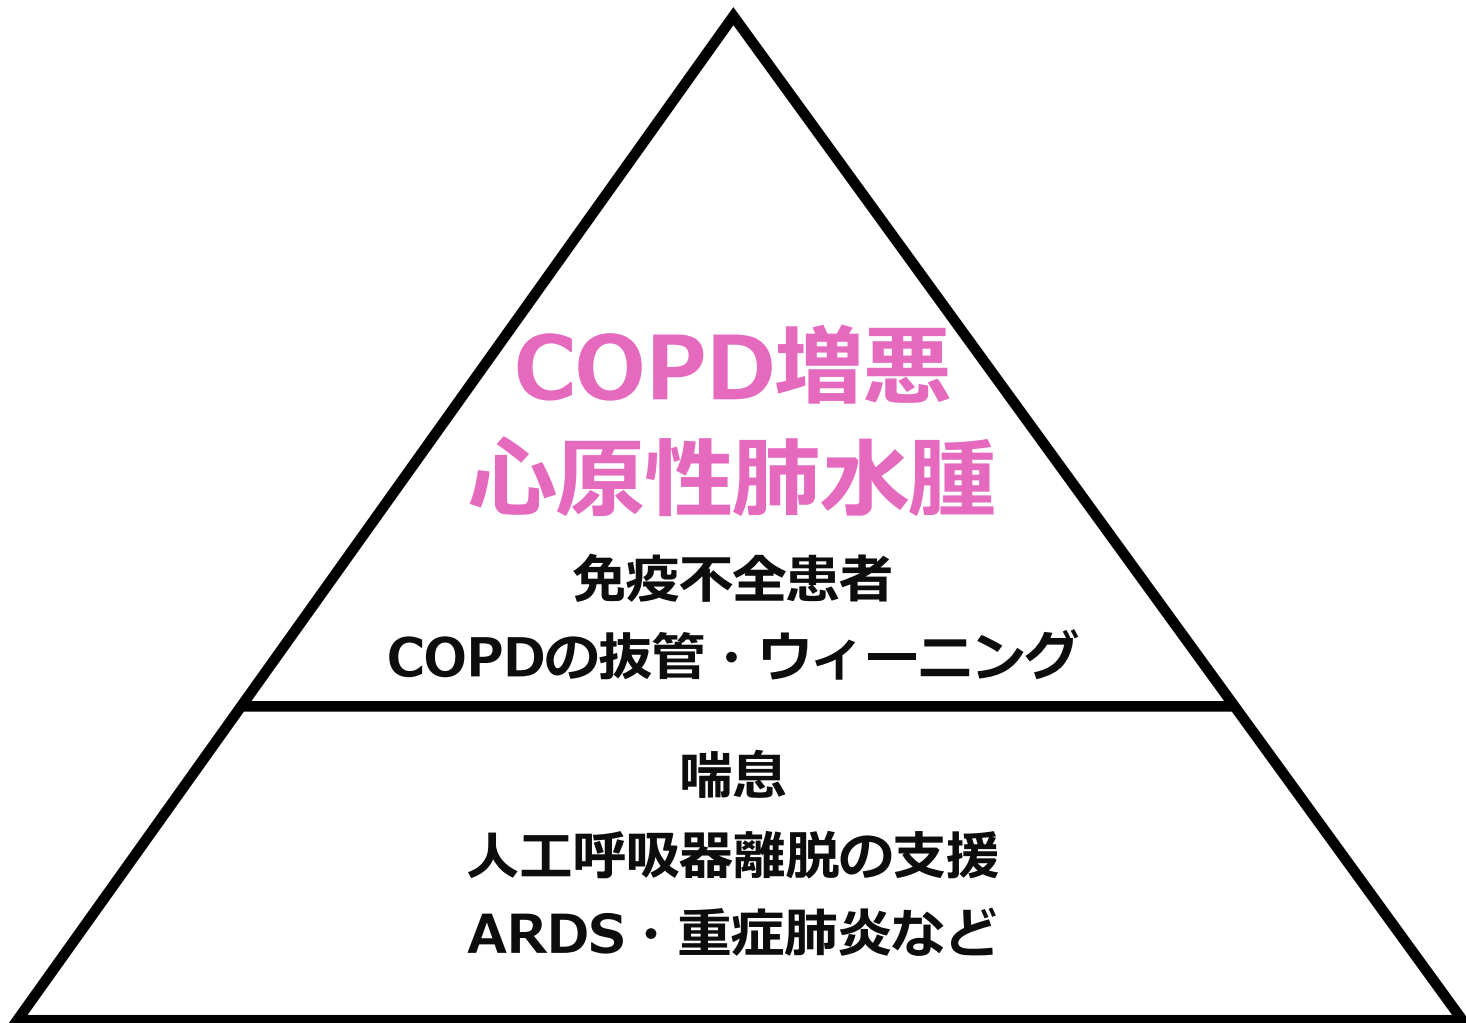 COPD増悪
心原性肺水腫
免疫不全患者
COPDの抜管・ウィーニング
喘息
人工呼吸器離脱の支援
ARDS・重症肺炎など